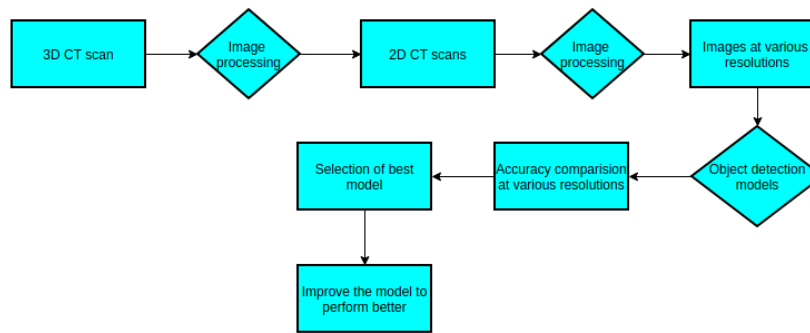 3D CT scan
Image
processing
2D CT scans
Image
processing
Images at various
resolutions
Object detection
models
Accuracy comparision
at various resolutions
Selection of best
model
Improve the model to
perform better